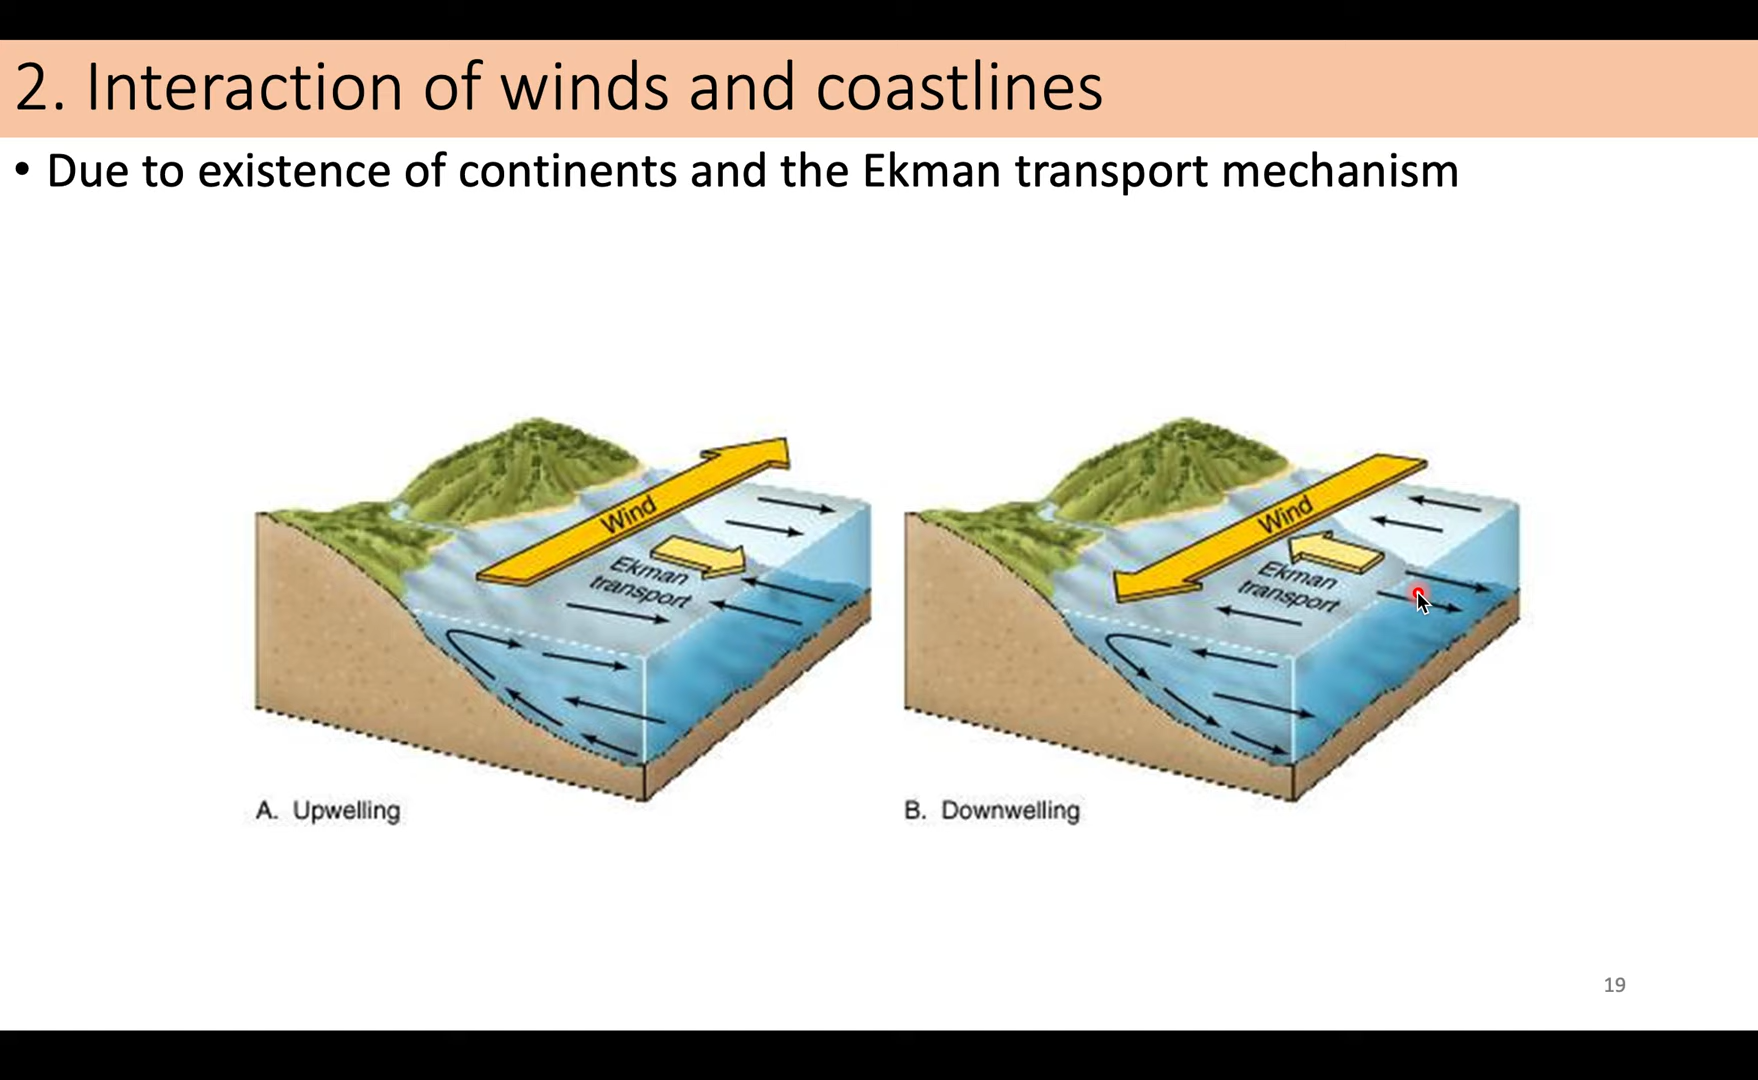 2. Interaction of winds and coastlines
• Due to existence of continents and the Ekman transport mechanism
Wind
Ekman
transport
A. Upwelling
Wind
Ekman
transport
B. Downwelling
19